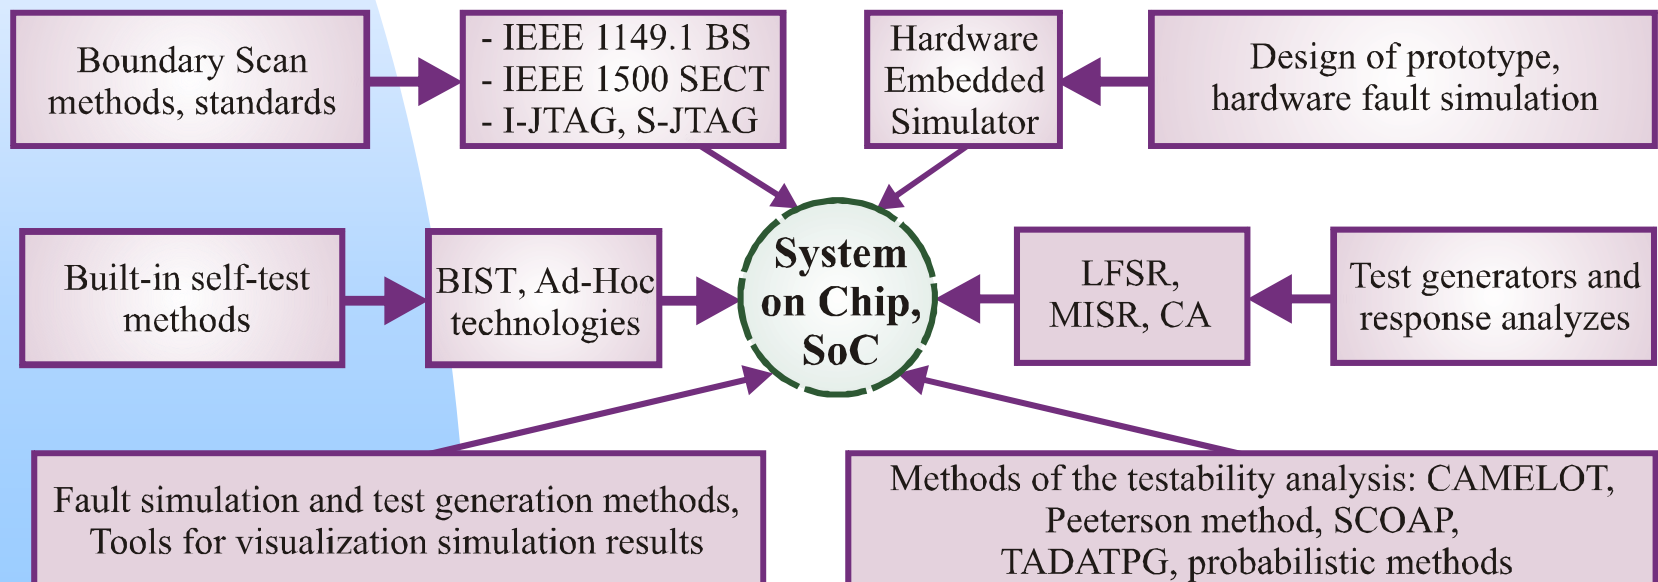 Boundary Scan
methods, standards
- IEEE 1149.1 BS
- IEEE 1500 SECT
- I-JTAG, S-JTAG
Hardware
Embedded
Simulator
Design of prototype,
hardware fault simulation
Built-in self-test
methods
BIST, Ad-Hoc
technologies
System
on Chip,
SoC
LFSR,
MISR, CA
Test generators and
response analyzes
Fault simulation and test generation methods,
Tools for visualization simulation results
Methods of the testability analysis: CAMELOT,
Peeterson method, SCOAP,
TADATPG, probabilistic methods